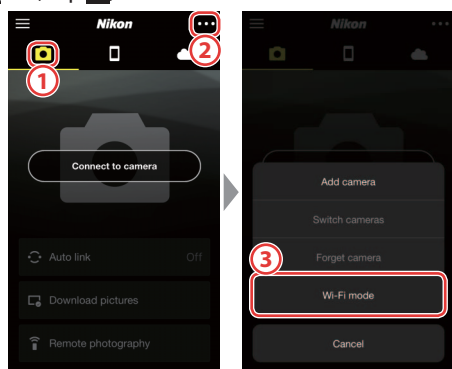 Nikon
1
2
Connect to camera
Auto link Off
Download pictures
Remote photography
Nikon
Add camera
Switch cameras
3
Forget camera
Wi-Fi mode
Cancel